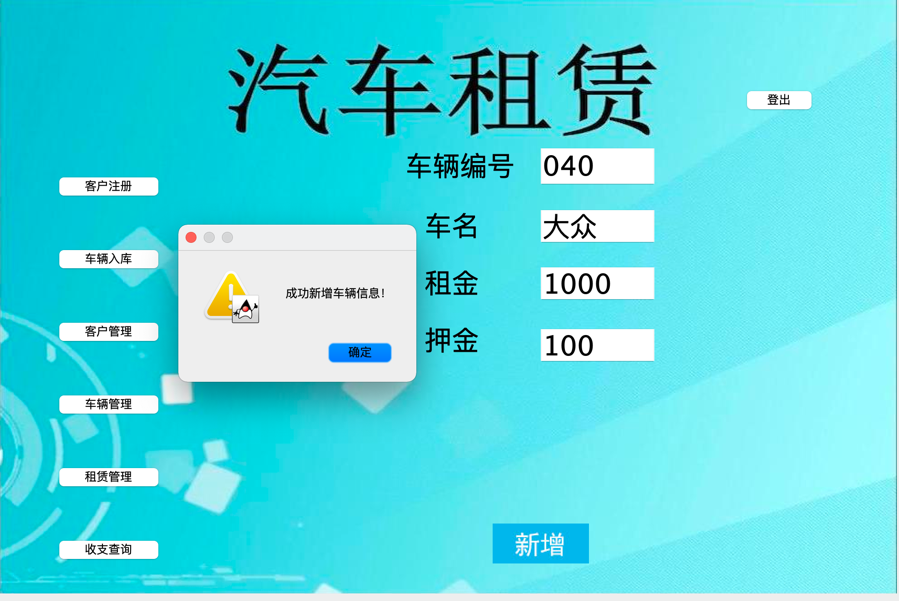 汽车租赁
登出
车辆编号 040
客户注册
车名 大众
车辆入库
租金 1000
成功新增车辆信息!
客户管理
押金 100
确定
车辆管理
租赁管理
新增
收支查询